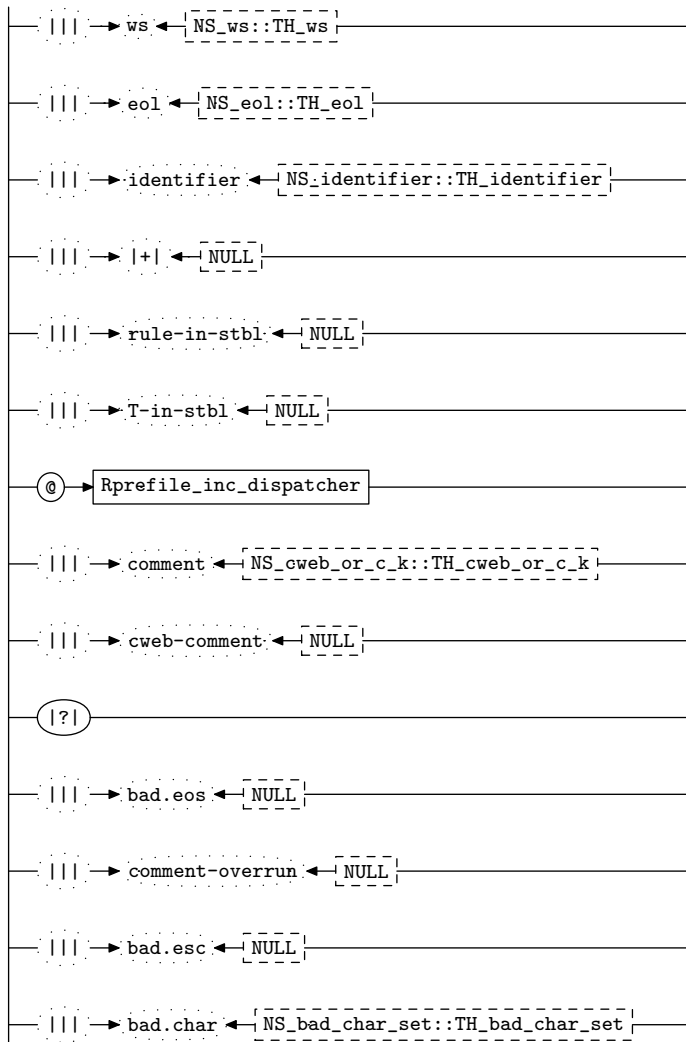 ||| ws NS_ws::TH_ws
||| eol NS_eol::TH_eol
||| identifier NS_identifier::TH_identifier
||| |+| NULL
||| rule-in-stbl NULL
||| T-in-stbl NULL
@ Rprefile_inc_dispatcher
||| comment NS_cweb_or_c_k::TH_cweb_or_c_k
||| cweb-comment NULL
|?|
||| bad.eos NULL
||| comment-overrun NULL
||| bad.esc NULL
||| bad.char NS_bad_char_set::TH_bad_char_set